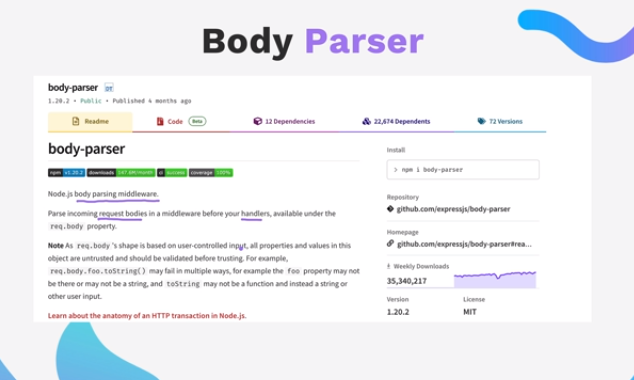 Body Parser
body-parser DT
1.20.2 • Public • Published 4 months ago
Readme
Code Beta
12 Dependencies
22,674 Dependents
72 Versions
body-parser
npm v1.20.2 downloads 147.6M/month ci success coverage 100%
Node.js body parsing middleware.
Parse incoming request bodies in a middleware before your handlers, available under the
req.body property.
Note As req.body 's shape is based on user-controlled input, all properties and values in this
object are untrusted and should be validated before trusting. For example,
req.body.foo.toString() may fail in multiple ways, for example the foo property may not
be there or may not be a string, and toString may not be a function and instead a string or
other user input.
Learn about the anatomy of an HTTP transaction in Node.js.
Install
> npm i body-parser
Repository
github.com/expressjs/body-parser
Homepage
github.com/expressjs/body-parser#rea...
Weekly Downloads
35,340,217
Version License
1.20.2 MIT